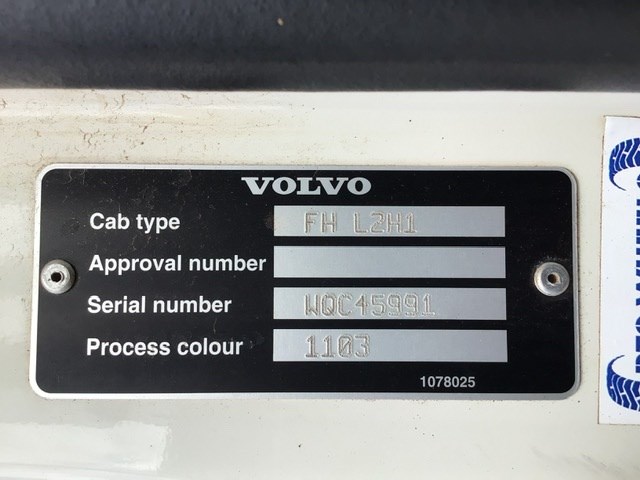 VOLVO
Cab type FH L2H1
Approval number
Serial number WQC45991
Process colour 1103
1078025